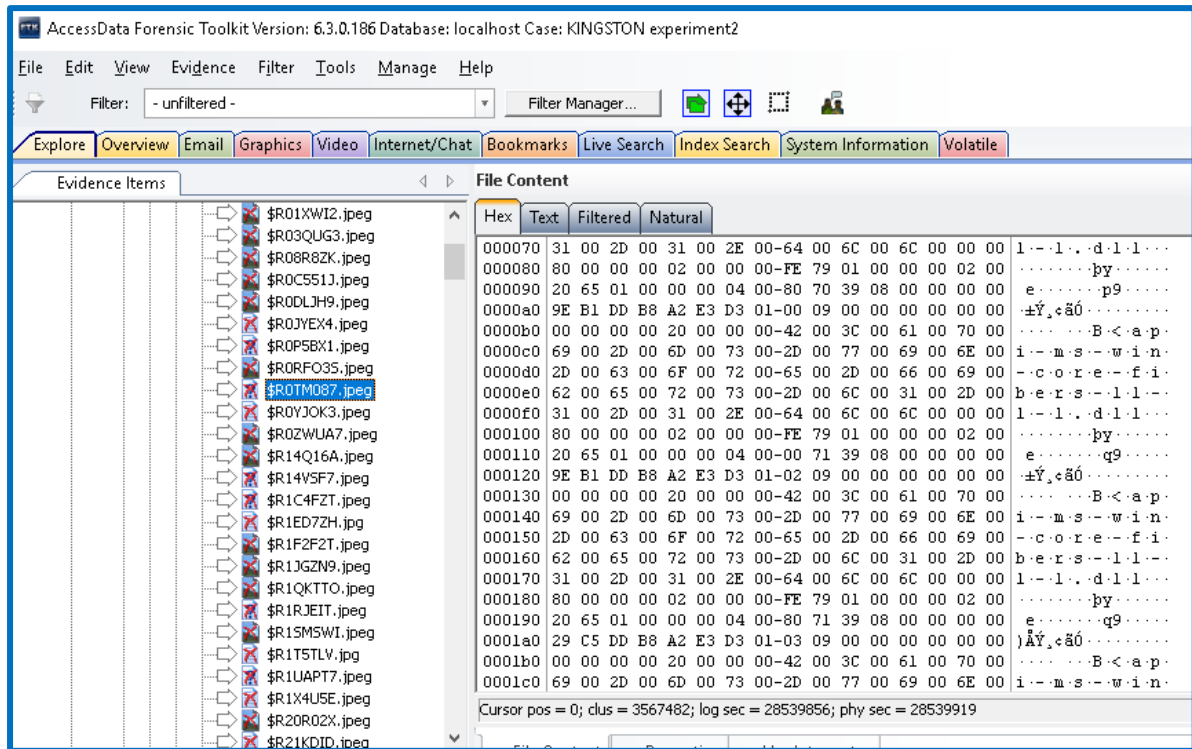 AccessData Forensic Toolkit Version: 6.3.0.186 Database: localhost Case: KINGSTON experiment2
File Edit View Evidence Filter Tools Manage Help
Filter: - unfiltered - Filter Manager...
Explore Overview Email Graphics Video Internet/Chat Bookmarks Live Search Index Search System Information Volatile
Evidence Items
$R01XWI2.jpeg
$R03QUG3.jpeg
$R08R8ZK.jpeg
$R0C551J.jpeg
$R0DLJH9.jpeg
$R0JYEX4.jpeg
$R0P5BX1.jpeg
$R0RFO3S.jpeg
$R0TM087.jpeg
$R0YJOK3.jpeg
$R0ZWUA7.jpeg
$R14Q16A.jpeg
$R14VSF7.jpeg
$R1C4FZT.jpeg
$R1ED7ZH.jpg
$R1F2F2T.jpeg
$R1JGZN9.jpeg
$R1QKTTO.jpeg
$R1RJEIT.jpeg
$R1SMSWI.jpeg
$R1T5TLV.jpg
$R1UAPT7.jpeg
$R1X4U5E.jpeg
$R20R02X.jpeg
$R21KDID.jpeg
File Content
Hex Text Filtered Natural
000070 31 00 2D 00 31 00 2E 00-64 00 6C 00 6C 00 00 00 1·-·1·.·d·l·l···
000080 80 00 00 00 02 00 00 00-FE 79 01 00 00 00 02 00 ········þy······
000090 20 65 01 00 00 00 04 00-80 70 39 08 00 00 00 00 e·······p9·····
0000a0 9E B1 DD B8 A2 E3 D3 01-00 09 00 00 00 00 00 00 ·±Ý¸¢ãÓ·········
0000b0 00 00 00 00 20 00 00 00-42 00 3C 00 61 00 70 00 ···· ···B·<·a·p·
0000c0 69 00 2D 00 6D 00 73 00-2D 00 77 00 69 00 6E 00 i·-·m·s·-·w·i·n·
0000d0 2D 00 63 00 6F 00 72 00-65 00 2D 00 66 00 69 00 -·c·o·r·e·-·f·i·
0000e0 62 00 65 00 72 00 73 00-2D 00 6C 00 31 00 2D 00 b·e·r·s·-·l·1·-·
0000f0 31 00 2D 00 31 00 2E 00-64 00 6C 00 6C 00 00 00 1·-·1·.·d·l·l···
000100 80 00 00 00 02 00 00 00-FE 79 01 00 00 00 02 00 ········þy······
000110 20 65 01 00 00 00 04 00-00 71 39 08 00 00 00 00 e·······q9·····
000120 9E B1 DD B8 A2 E3 D3 01-02 09 00 00 00 00 00 00 ·±Ý¸¢ãÓ·········
000130 00 00 00 00 20 00 00 00-42 00 3C 00 61 00 70 00 ···· ···B·<·a·p·
000140 69 00 2D 00 6D 00 73 00-2D 00 77 00 69 00 6E 00 i·-·m·s·-·w·i·n·
000150 2D 00 63 00 6F 00 72 00-65 00 2D 00 66 00 69 00 -·c·o·r·e·-·f·i·
000160 62 00 65 00 72 00 73 00-2D 00 6C 00 31 00 2D 00 b·e·r·s·-·l·1·-·
000170 31 00 2D 00 31 00 2E 00-64 00 6C 00 6C 00 00 00 1·-·1·.·d·l·l···
000180 80 00 00 00 02 00 00 00-FE 79 01 00 00 00 02 00 ········þy······
000190 20 65 01 00 00 00 04 00-80 71 39 08 00 00 00 00 e·······q9·····
0001a0 29 C5 DD B8 A2 E3 D3 01-03 09 00 00 00 00 00 00 )ÅÝ¸¢ãÓ·········
0001b0 00 00 00 00 20 00 00 00-42 00 3C 00 61 00 70 00 ···· ···B·<·a·p·
0001c0 69 00 2D 00 6D 00 73 00-2D 00 77 00 69 00 6E 00 i·-·m·s·-·w·i·n·
Cursor pos = 0; clus = 3567482; log sec = 28539856; phy sec = 28539919